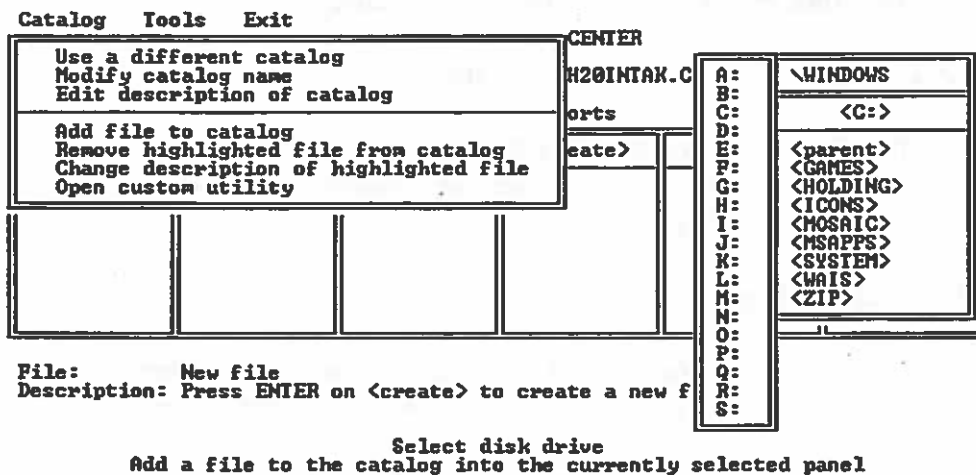 Catalog Tools Exit
CENTER
Use a different catalog
Modify catalog name
Edit description of catalog
Add file to catalog
Remove highlighted file from catalog
Change description of highlighted file
Open custom utility
H20INTAK.C
orts
eate>
A:
B:
C:
D:
E:
F:
G:
H:
I:
J:
K:
L:
M:
N:
O:
P:
Q:
R:
S:
\WINDOWS
<C:>
<parent>
<GAMES>
<HOLDING>
<ICONS>
<MOSAIC>
<MSAPPS>
<SYSTEM>
<WAIS>
<ZIP>
File: New file
Description: Press ENTER on <create> to create a new f
Select disk drive
Add a file to the catalog into the currently selected panel